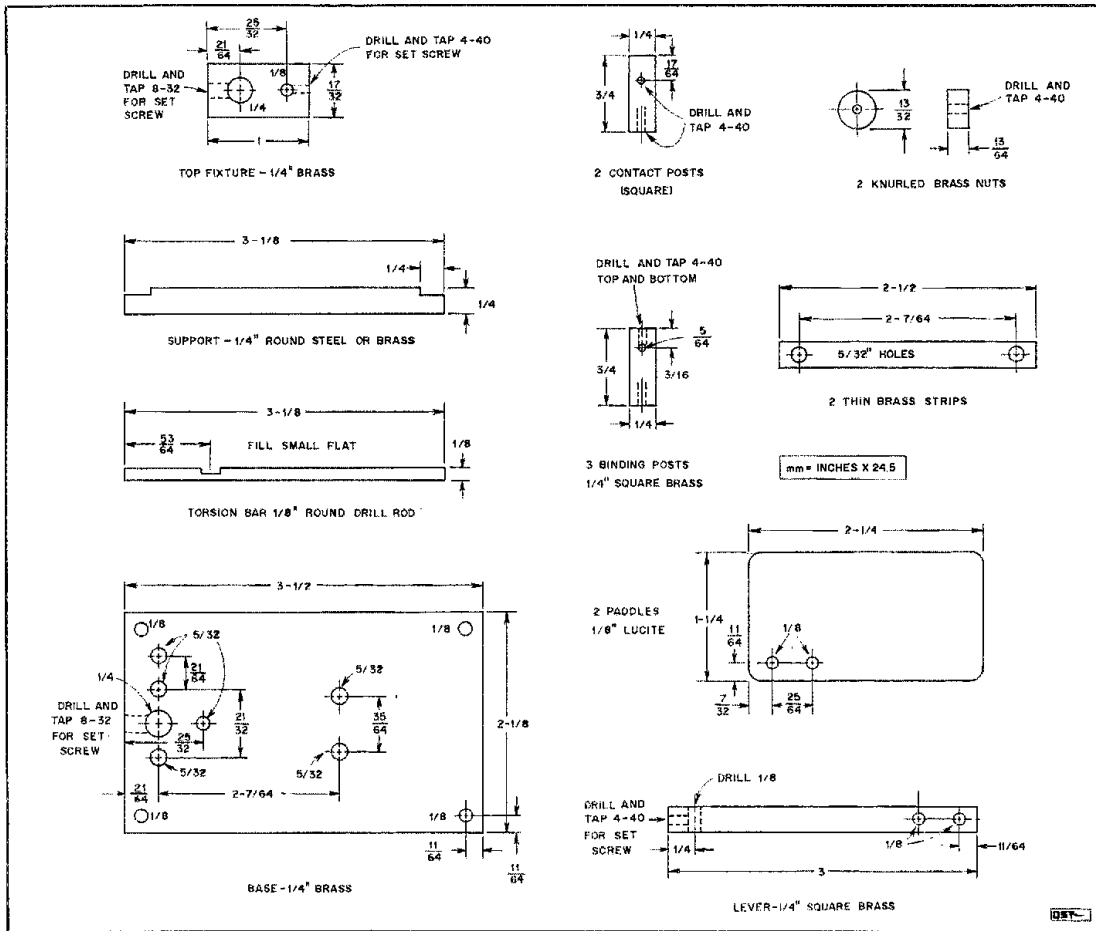 25/32
21/64
DRILL AND TAP 4-40
FOR SET SCREW
DRILL AND
TAP 8-32
FOR SET
SCREW
1/8
1/4
17/32
1
TOP FIXTURE - 1/4" BRASS
1/4
17/64
3/4
DRILL AND
TAP 4-40
2 CONTACT POSTS
(SQUARE)
13/32
DRILL AND
TAP 4-40
13/64
2 KNURLED BRASS NUTS
3-1/8
1/4
1/4
SUPPORT - 1/4" ROUND STEEL OR BRASS
DRILL AND TAP 4-40
TOP AND BOTTOM
5/64
3/4
3/16
1/4
3 BINDING POSTS
1/4" SQUARE BRASS
2-1/2
2-7/64
5/32" HOLES
2 THIN BRASS STRIPS
mm = INCHES X 24.5
3-1/8
53/64
FILL SMALL FLAT
1/8
TORSION BAR 1/8" ROUND DRILL ROD
3-1/2
1/8
5/32
1/8
21/64
1/4
5/32
DRILL AND
TAP 8-32
FOR SET
SCREW
25/32
21/32
35/64
2-1/8
5/32
5/32
21/64
2-7/64
1/8
1/8
11/64
11/64
BASE-1/4" BRASS
2-1/4
2 PADDLES
1/8" LUCITE
1-1/4
11/64
1/8
7/32
25/64
DRILL 1/8
DRILL AND
TAP 4-40
FOR SET
SCREW
1/4
1/8
11/64
3
LEVER-1/4" SQUARE BRASS
QST